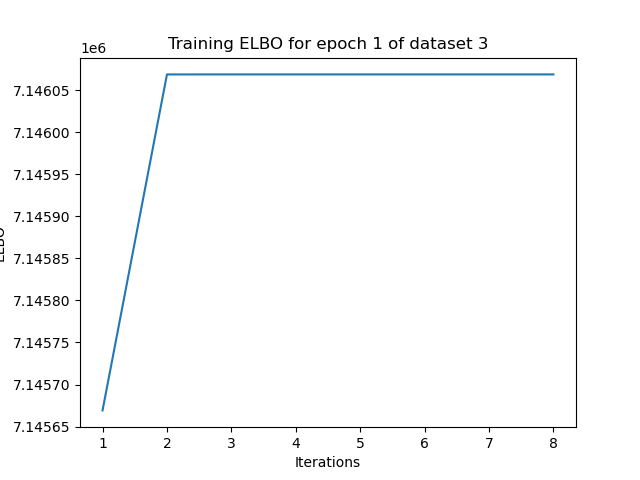 Training ELBO for epoch 1 of dataset 3
1e6
7.14605
7.14600
7.14595
7.14590
7.14585
7.14580
7.14575
7.14570
7.14565
ELBO
1 2 3 4 5 6 7 8
Iterations